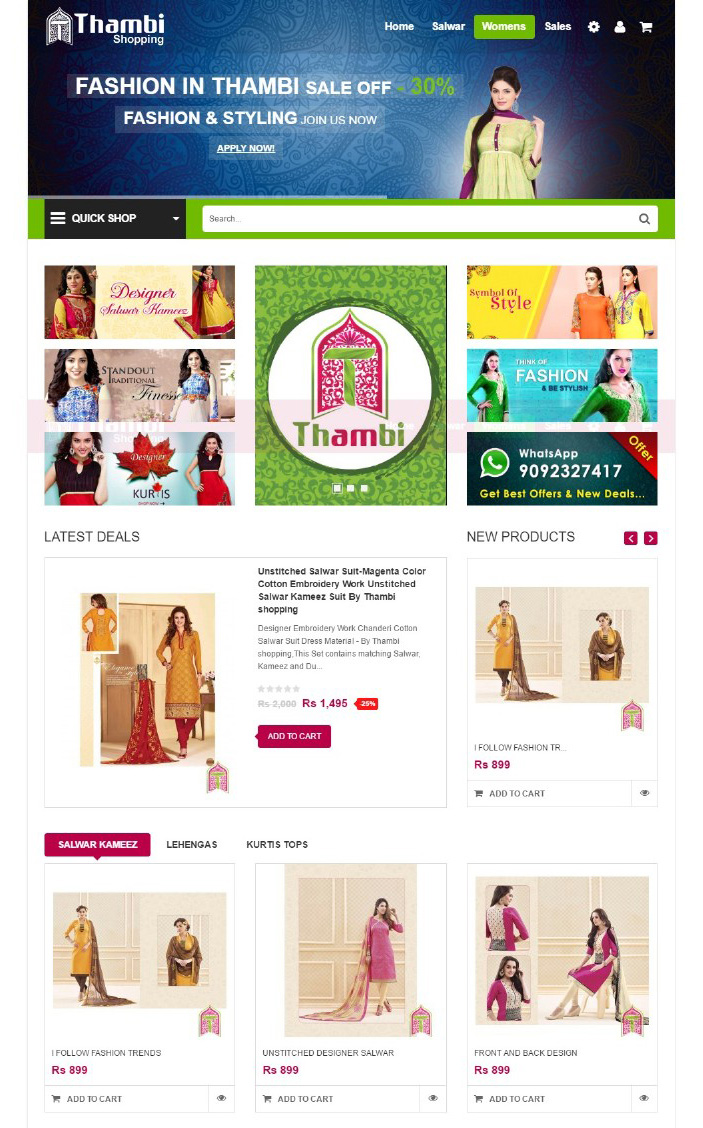 Thambi
Shopping
Home Salwar Womens Sales
FASHION IN THAMBI SALE OFF - 30%
FASHION & STYLING JOIN US NOW
APPLY NOW!
QUICK SHOP
Search...
Designer
Salwar Kameez
STANDOUT
TRADITIONAL
Finesse
Designer
KURTIS
SHOP NOW
T
Thambi
Symbol Of
Style
THINK OF
FASHION
& BE STYLISH
Offer
WhatsApp
9092327417
Get Best Offers & New Deals...
LATEST DEALS
Unstitched Salwar Suit-Magenta Color
Cotton Embroidery Work Unstitched
Salwar Kameez Suit By Thambi
shopping
Designer Embroidery Work Chanderi Cotton
Salwar Suit Dress Material - By Thambi
shopping,This Set contains matching Salwar,
Kameez and Du...
Rs 2,000 Rs 1,495 -25%
ADD TO CART
NEW PRODUCTS
I FOLLOW FASHION TR...
Rs 899
ADD TO CART
SALWAR KAMEEZ LEHENGAS KURTIS TOPS
I FOLLOW FASHION TRENDS
Rs 899
ADD TO CART
UNSTITCHED DESIGNER SALWAR
Rs 899
ADD TO CART
FRONT AND BACK DESIGN
Rs 899
ADD TO CART